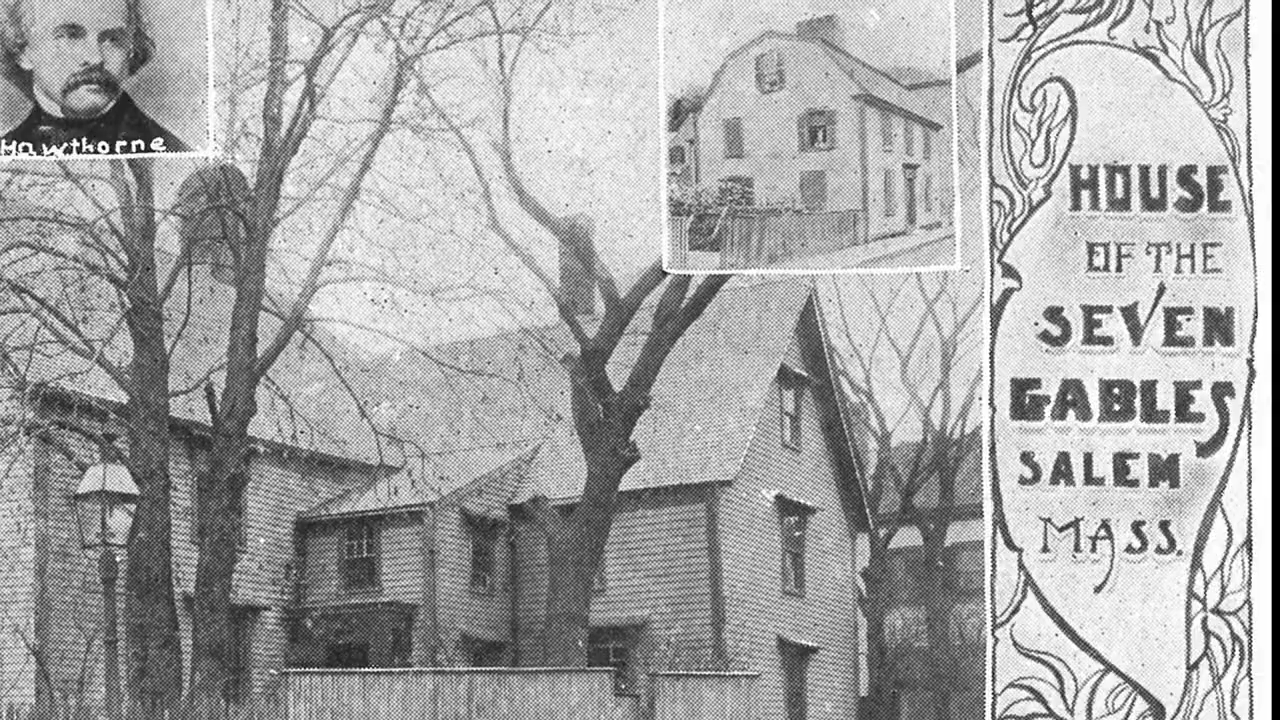 Hawthorne
HOUSE
OF THE
SEVEN
GABLES
SALEM
MASS.